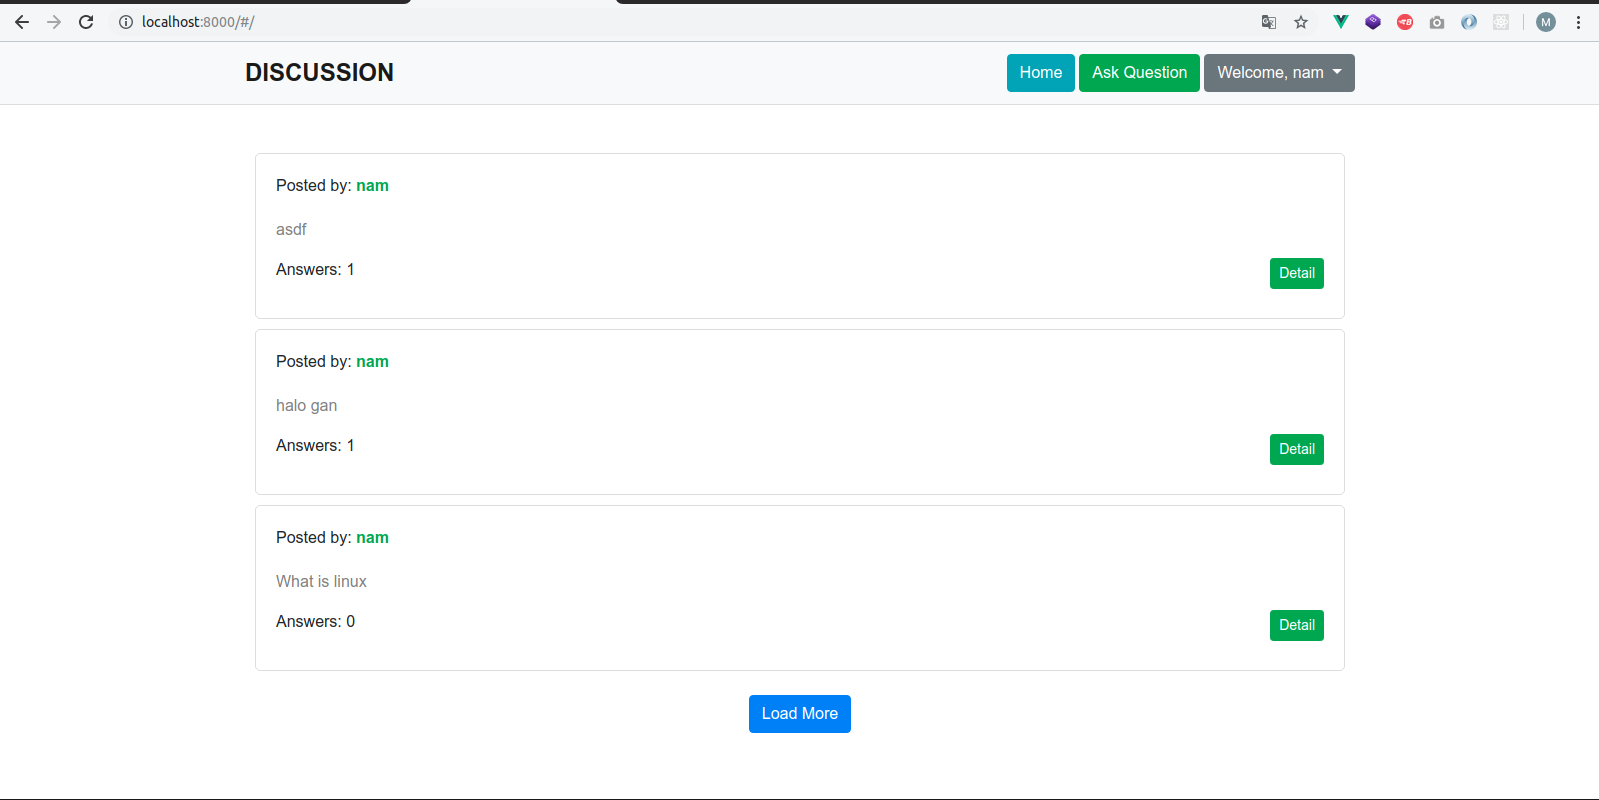 localhost:8000/#/
M
DISCUSSION
Home
Ask Question
Welcome, nam
Posted by: nam
asdf
Answers: 1
Detail
Posted by: nam
halo gan
Answers: 1
Detail
Posted by: nam
What is linux
Answers: 0
Detail
Load More